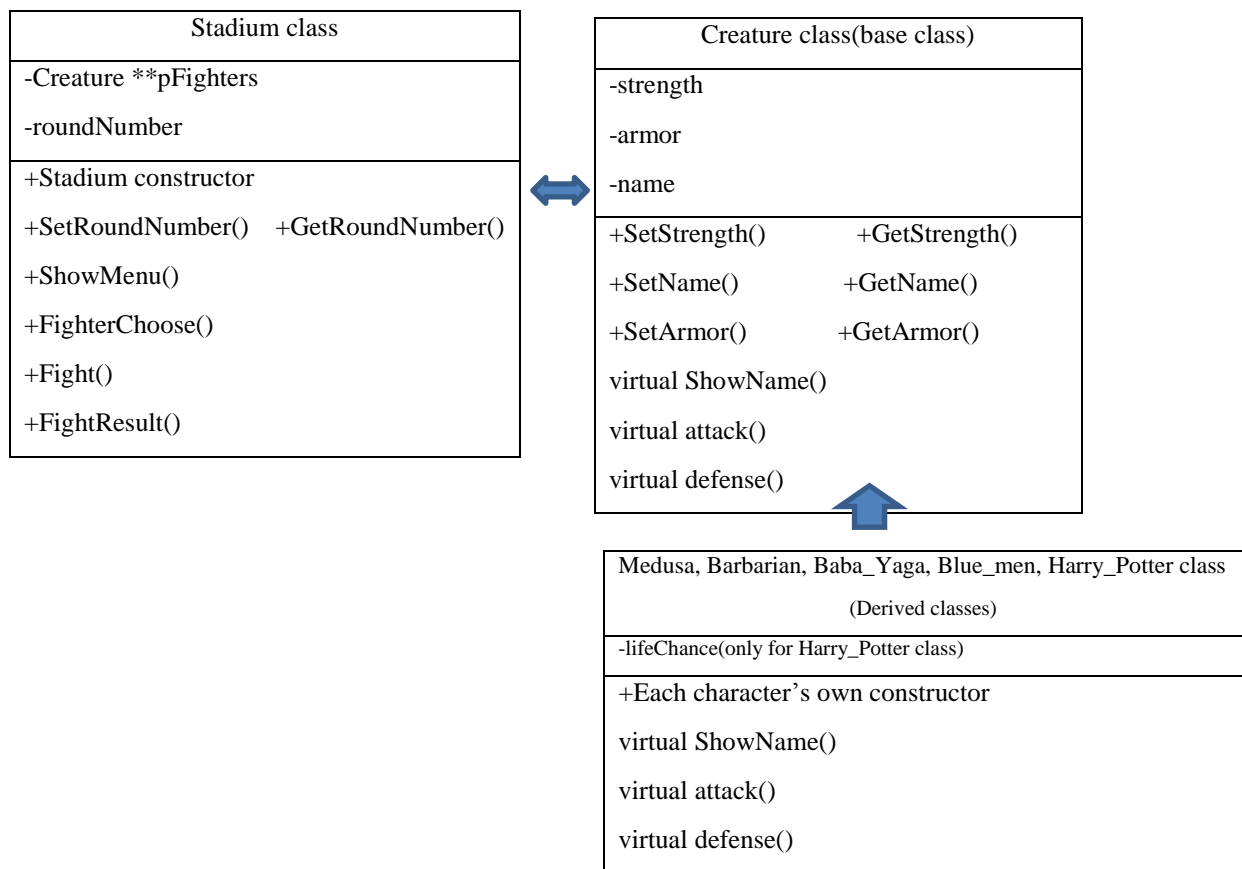 Stadium class
-Creature **pFighters
-roundNumber
+Stadium constructor
+SetRoundNumber() +GetRoundNumber()
+ShowMenu()
+FighterChoose()
+Fight()
+FightResult()
Creature class(base class)
-strength
-armor
-name
+SetStrength() +GetStrength()
+SetName() +GetName()
+SetArmor() +GetArmor()
virtual ShowName()
virtual attack()
virtual defense()
Medusa, Barbarian, Baba_Yaga, Blue_men, Harry_Potter class
(Derived classes)
-lifeChance(only for Harry_Potter class)
+Each character’s own constructor
virtual ShowName()
virtual attack()
virtual defense()